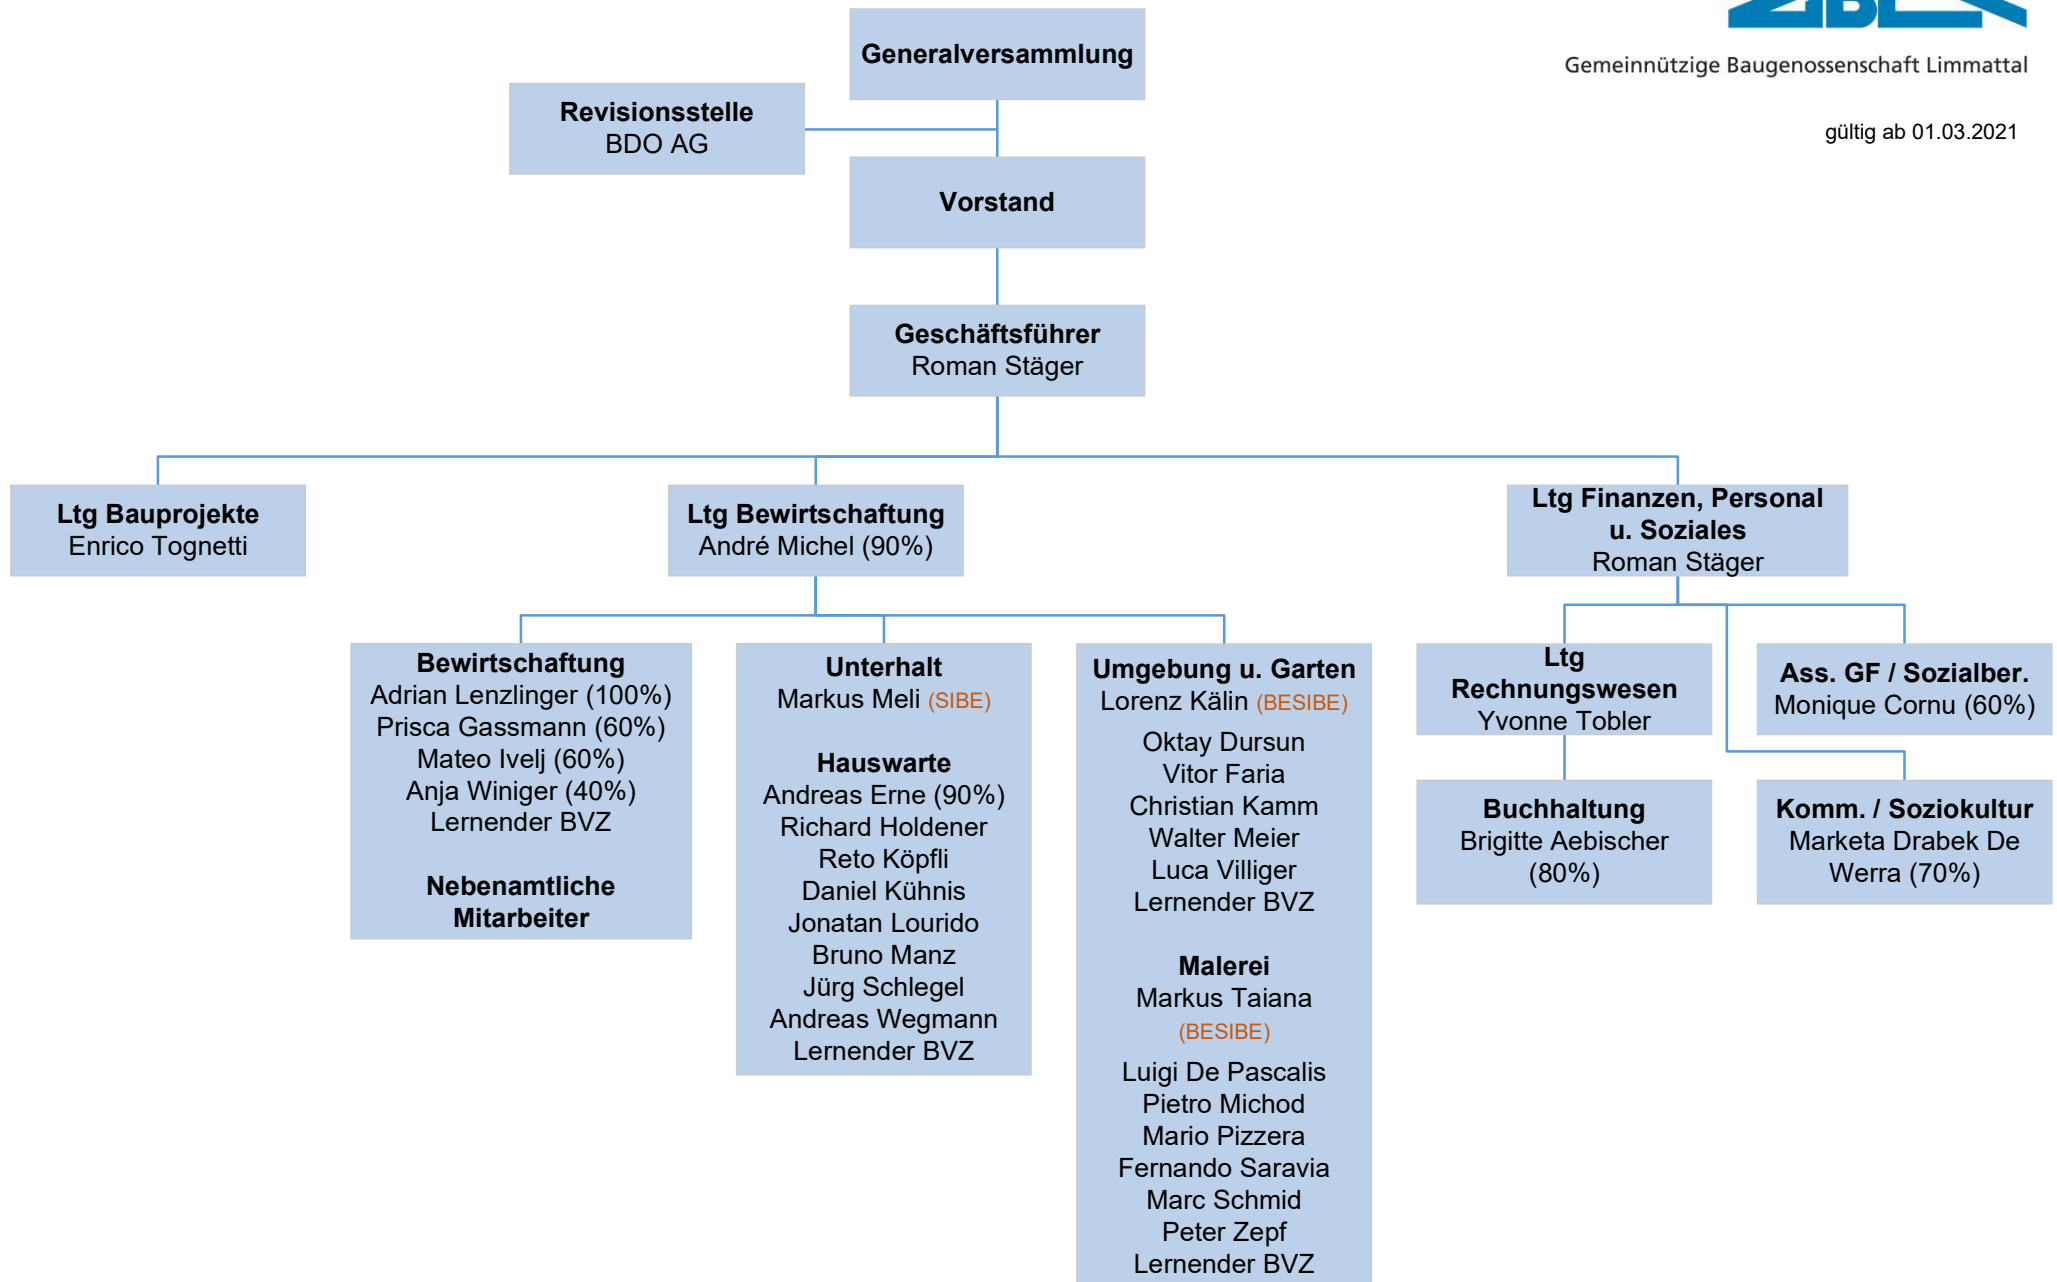 Generalversammlung
Gemeinnützige Baugenossenschaft Limmattal
Revisionsstelle
BDO AG
gültig ab 01.03.2021
Vorstand
Geschäftsführer
Roman Stäger
Ltg Bauprojekte
Enrico Tognetti
Ltg Bewirtschaftung
André Michel (90%)
Ltg Finanzen, Personal
u. Soziales
Roman Stäger
Bewirtschaftung
Adrian Lenzlinger (100%)
Prisca Gassmann (60%)
Mateo Ivelj (60%)
Anja Winiger (40%)
Lernender BVZ
Nebenamtliche
Mitarbeiter
Unterhalt
Markus Meli (SIBE)
Hauswarte
Andreas Erne (90%)
Richard Holdener
Reto Köpfli
Daniel Kühnis
Jonatan Lourido
Bruno Manz
Jürg Schlegel
Andreas Wegmann
Lernender BVZ
Umgebung u. Garten
Lorenz Kälin (BESIBE)
Oktay Dursun
Vitor Faria
Christian Kamm
Walter Meier
Luca Villiger
Lernender BVZ
Malerei
Markus Taiana
(BESIBE)
Luigi De Pascalis
Pietro Michod
Mario Pizzera
Fernando Saravia
Marc Schmid
Peter Zepf
Lernender BVZ
Ltg
Rechnungswesen
Yvonne Tobler
Ass. GF / Sozialber.
Monique Cornu (60%)
Buchhaltung
Brigitte Aebischer
(80%)
Komm. / Soziokultur
Marketa Drabek De
Werra (70%)